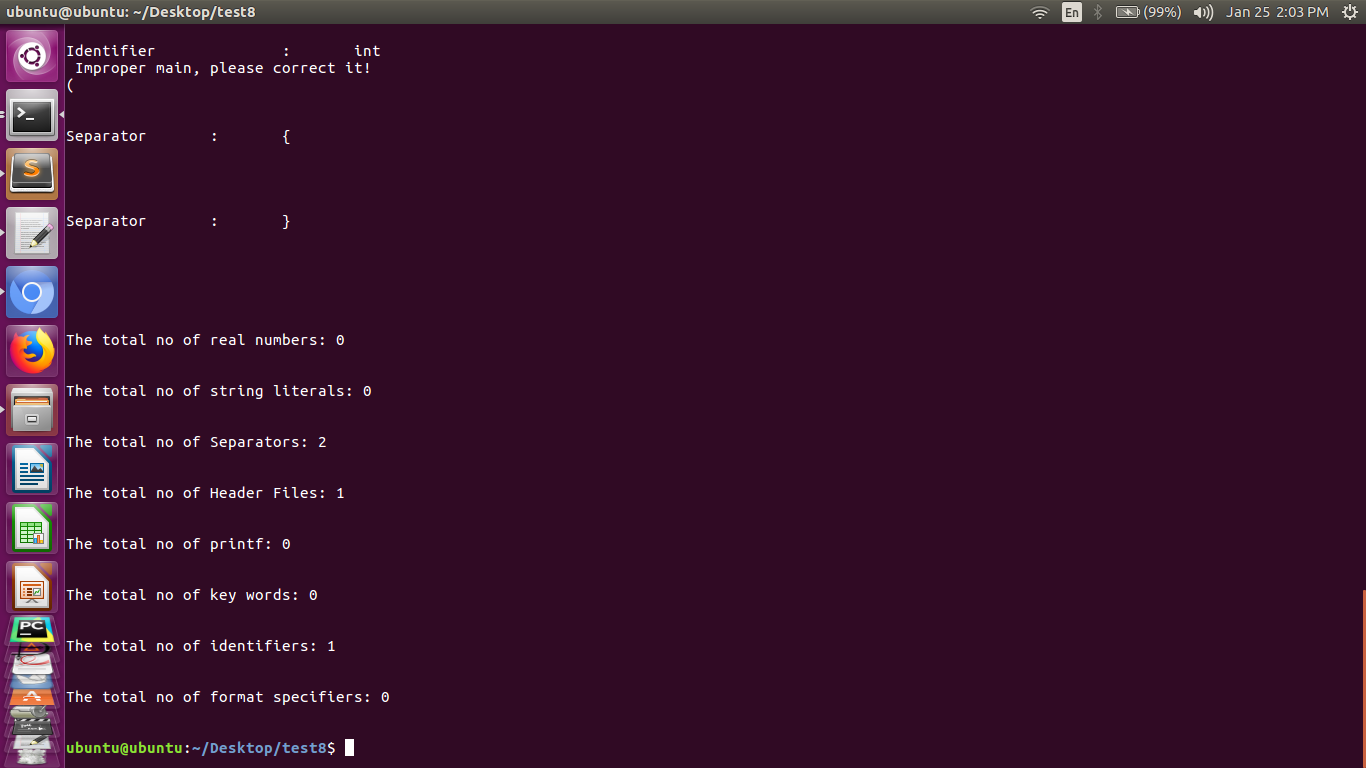 ubuntu@ubuntu: ~/Desktop/test8 En (99%) Jan 25 2:03 PM
Identifier : int
Improper main, please correct it!
(
Separator : {
Separator : }
The total no of real numbers: 0
The total no of string literals: 0
The total no of Separators: 2
The total no of Header Files: 1
The total no of printf: 0
The total no of key words: 0
The total no of identifiers: 1
The total no of format specifiers: 0
ubuntu@ubuntu:~/Desktop/test8$
>_
S
PC